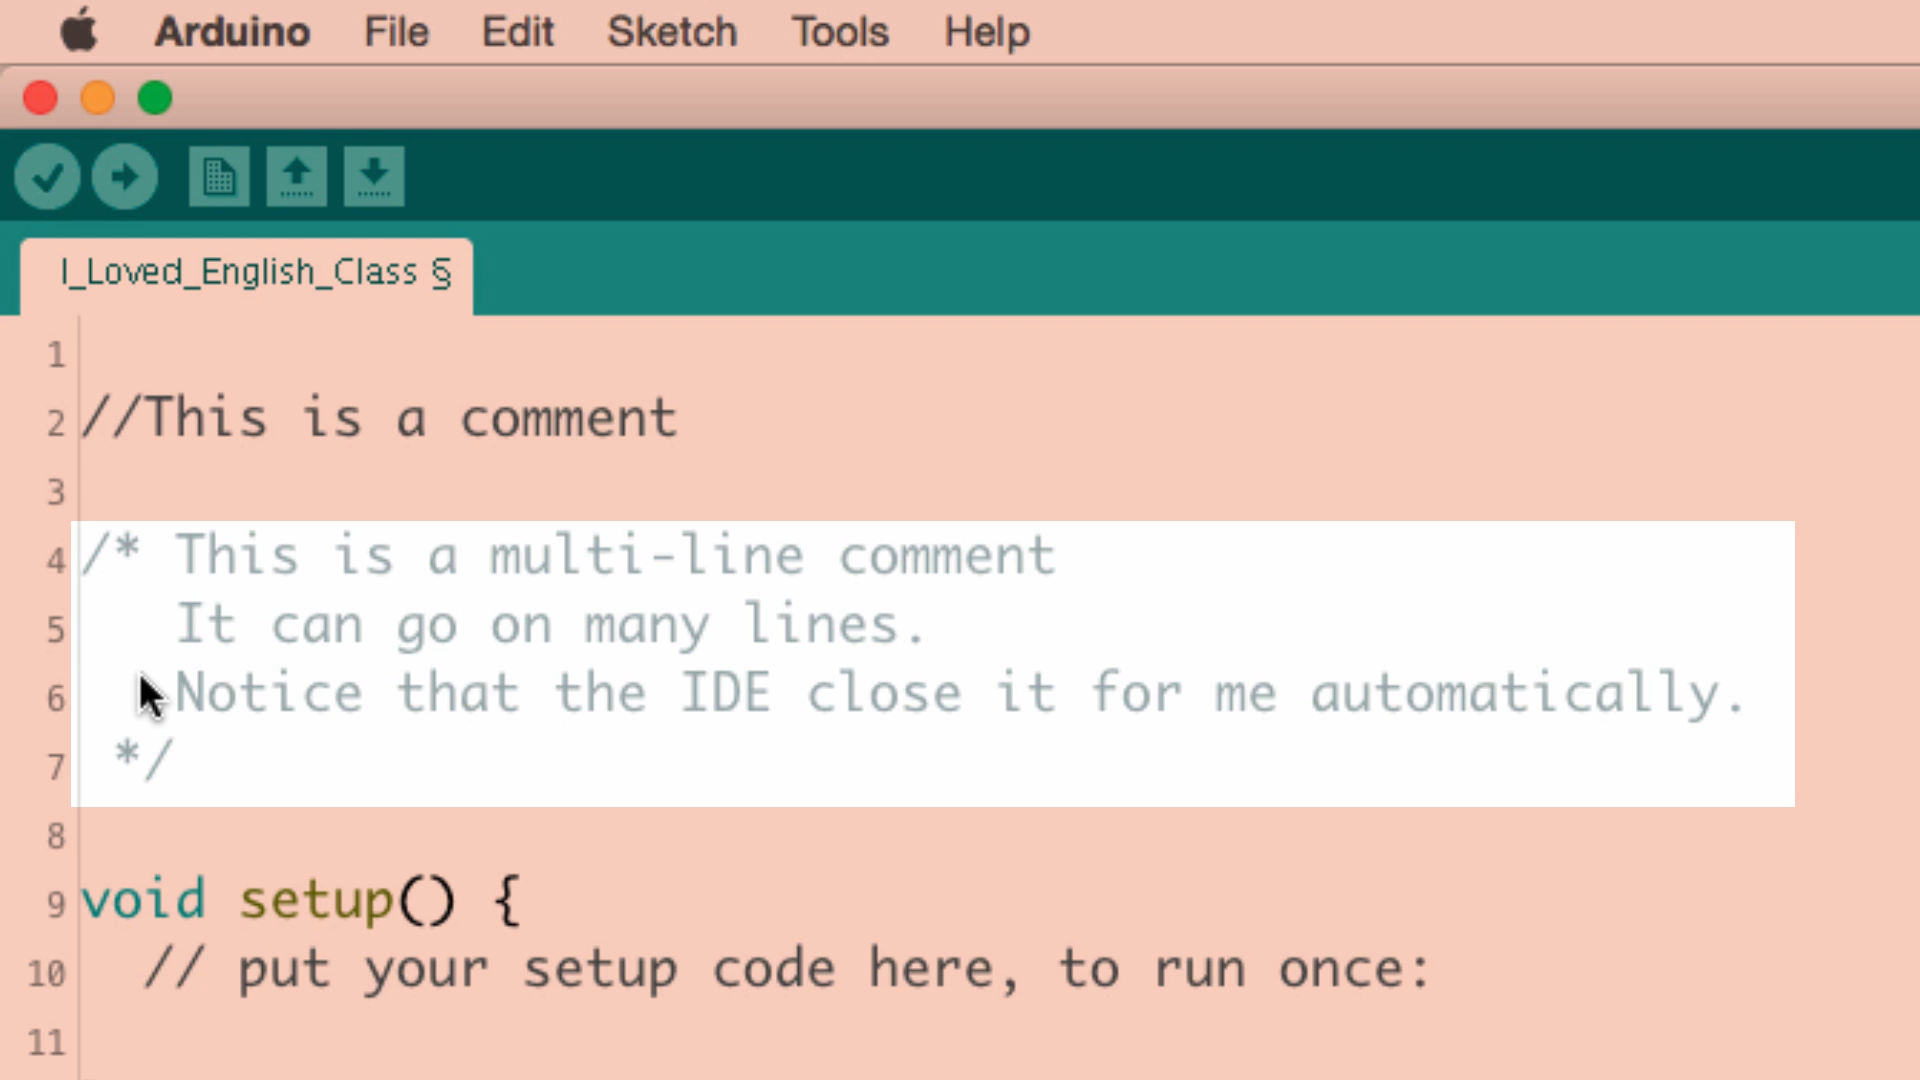 Arduino File Edit Sketch Tools Help
I_Loved_English_Class §
1
2 //This is a comment
3
4 /* This is a multi-line comment
5 It can go on many lines.
6 Notice that the IDE close it for me automatically.
7 */
8
9 void setup() {
10 // put your setup code here, to run once:
11